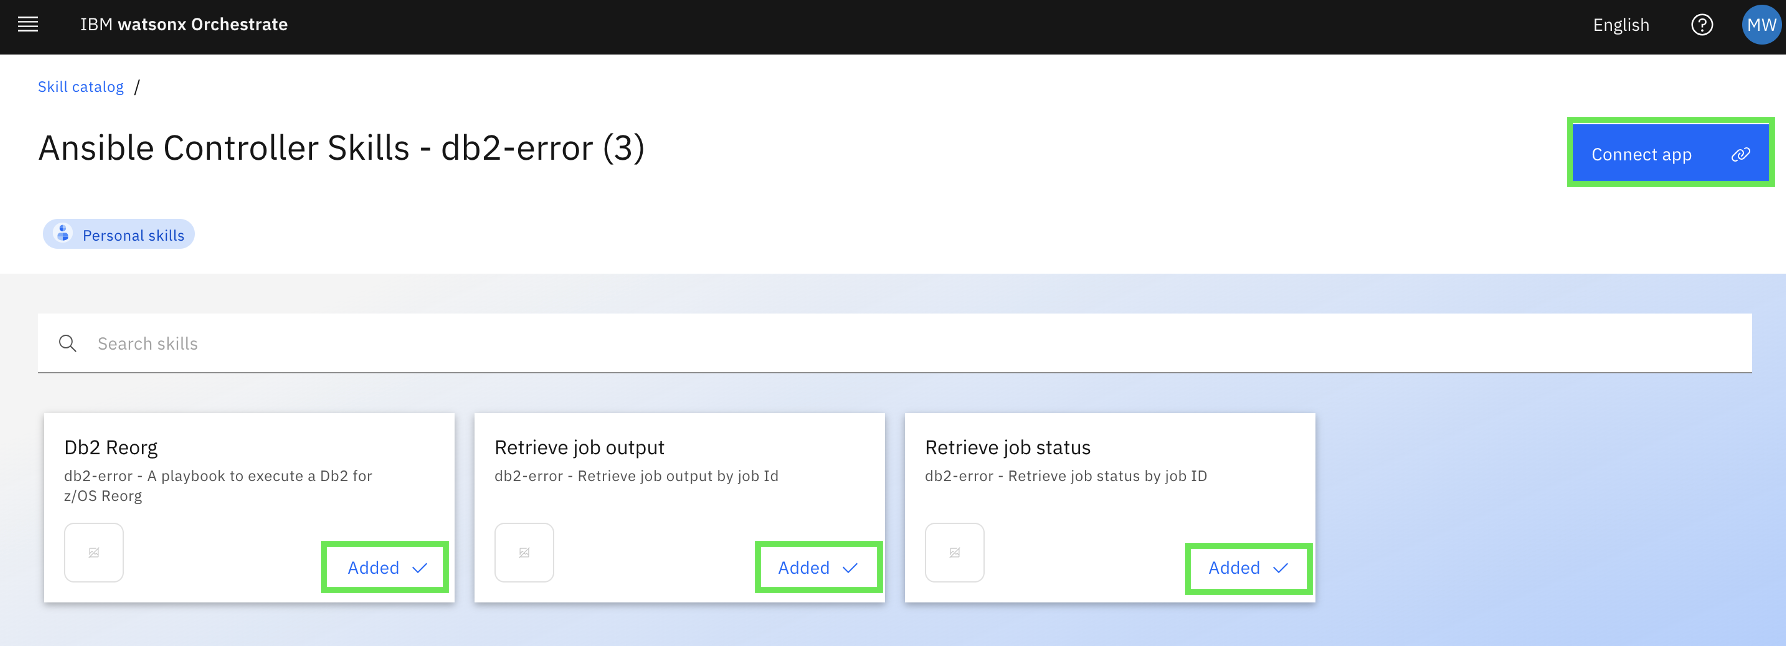 IBM watsonx Orchestrate
English
MW
Skill catalog /
Ansible Controller Skills - db2-error (3)
Connect app
Personal skills
Search skills
Db2 Reorg
db2-error - A playbook to execute a Db2 for
z/OS Reorg
Added
Retrieve job output
db2-error - Retrieve job output by job Id
Added
Retrieve job status
db2-error - Retrieve job status by job ID
Added